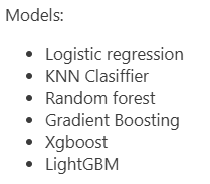 Models:
• Logistic regression
• KNN Clasiffier
• Random forest
• Gradient Boosting
• Xgboost
• LightGBM